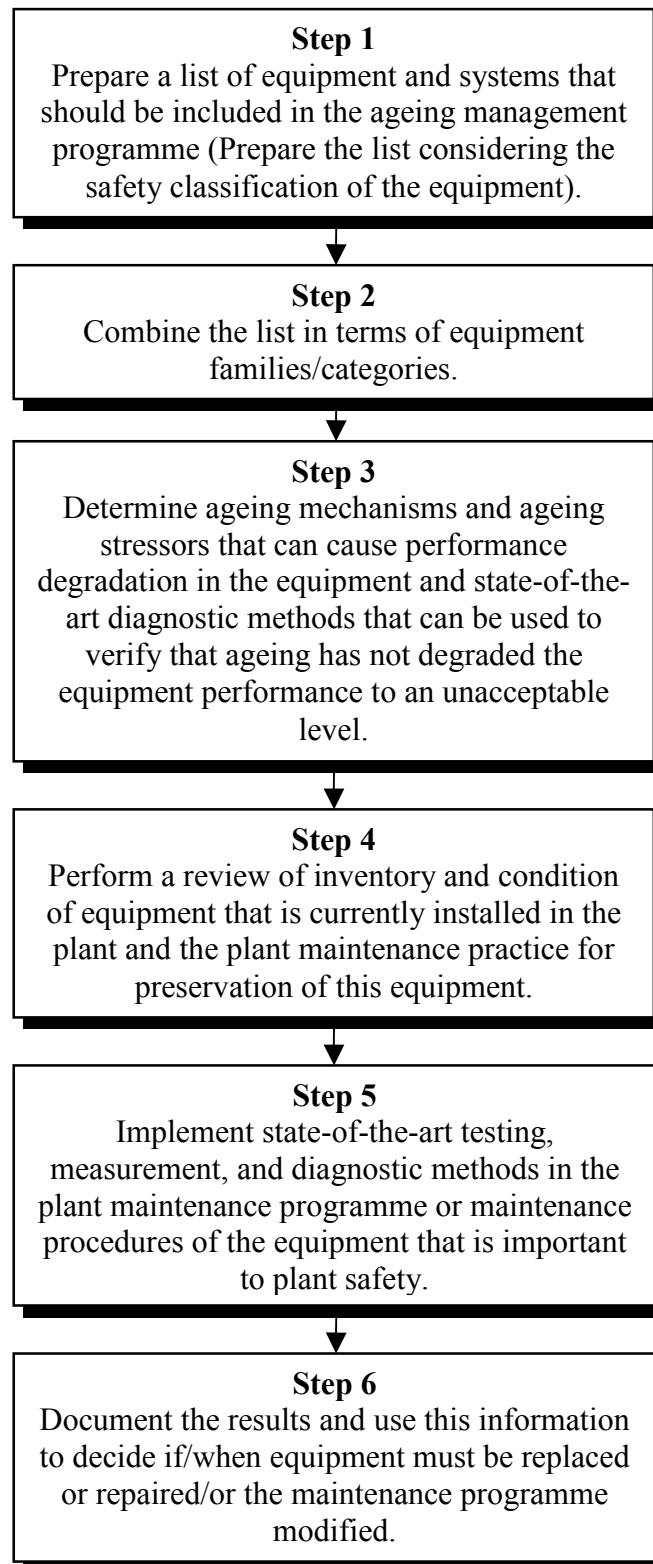 Step 1
Prepare a list of equipment and systems that
should be included in the ageing management
programme (Prepare the list considering the
safety classification of the equipment).
Step 2
Combine the list in terms of equipment
families/categories.
Step 3
Determine ageing mechanisms and ageing
stressors that can cause performance
degradation in the equipment and state-of-the-
art diagnostic methods that can be used to
verify that ageing has not degraded the
equipment performance to an unacceptable
level.
Step 4
Perform a review of inventory and condition
of equipment that is currently installed in the
plant and the plant maintenance practice for
preservation of this equipment.
Step 5
Implement state-of-the-art testing,
measurement, and diagnostic methods in the
plant maintenance programme or maintenance
procedures of the equipment that is important
to plant safety.
Step 6
Document the results and use this information
to decide if/when equipment must be replaced
or repaired/or the maintenance programme
modified.